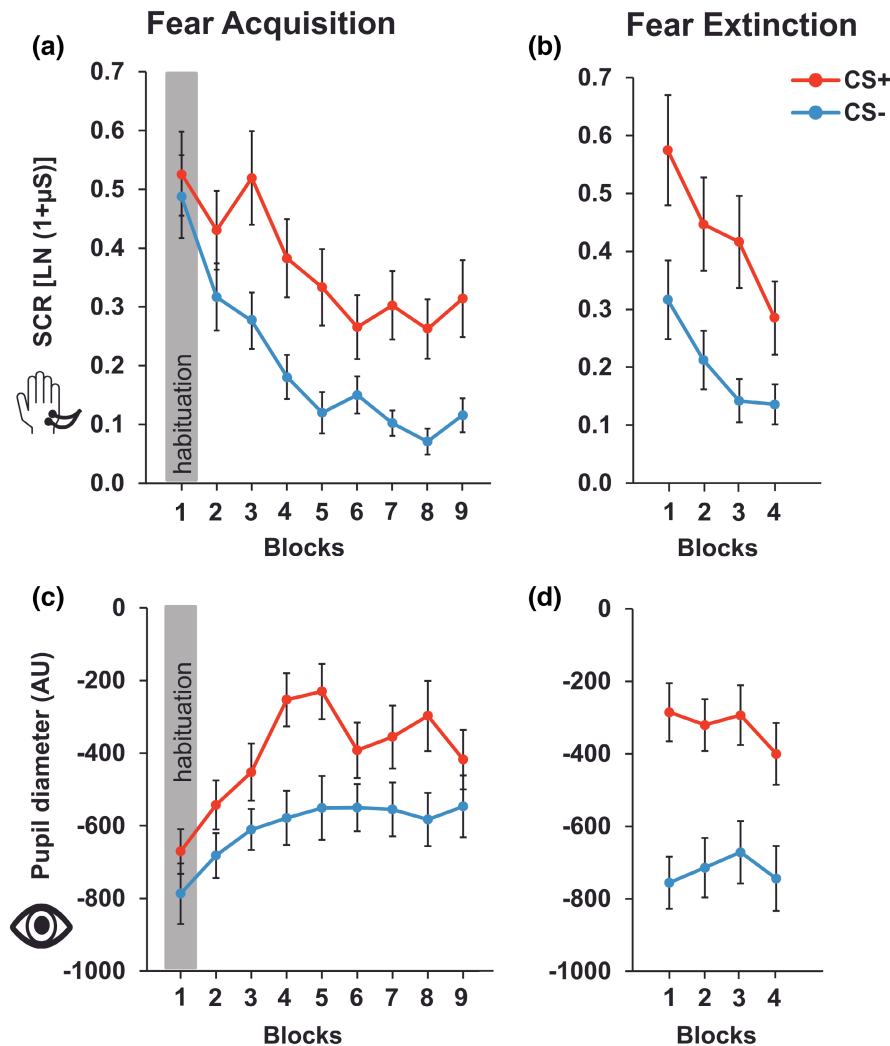 Fear Acquisition
Fear Extinction
(a)
(b)
CS+
CS-
SCR [LN (1+µS)]
0.7
0.6
0.5
0.4
0.3
0.2
0.1
0.0
habituation
1 2 3 4 5 6 7 8 9
Blocks
0.7
0.6
0.5
0.4
0.3
0.2
0.1
0.0
1 2 3 4
Blocks
(c)
(d)
Pupil diameter (AU)
0
-200
-400
-600
-800
-1000
habituation
1 2 3 4 5 6 7 8 9
Blocks
0
-200
-400
-600
-800
-1000
1 2 3 4
Blocks